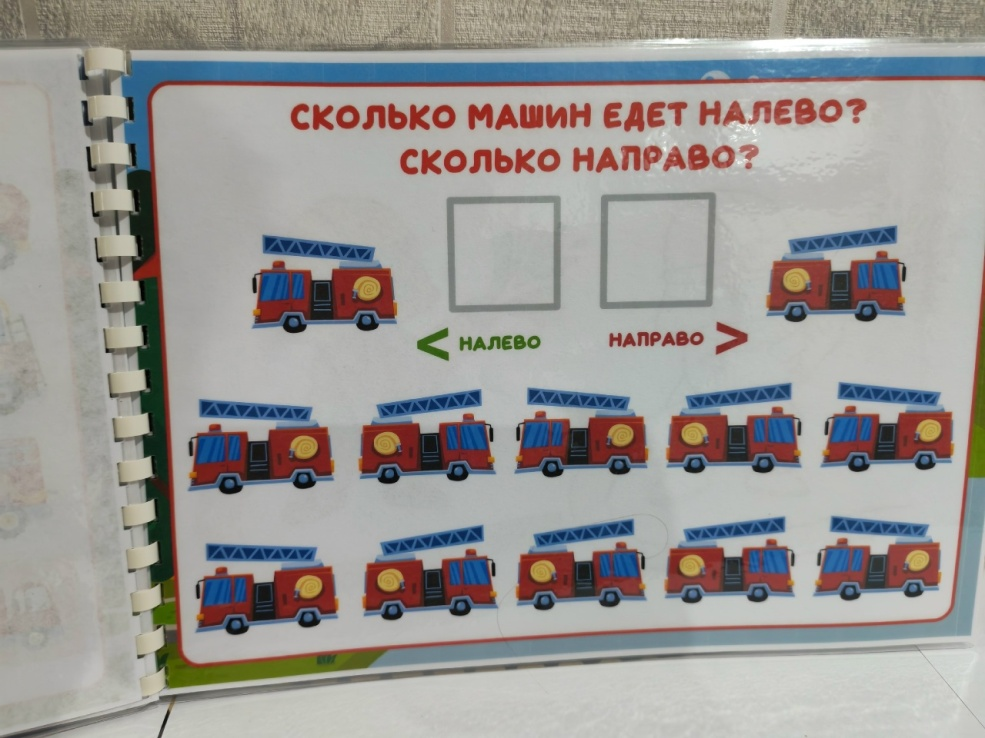 СКОЛЬКО МАШИН ЕДЕТ НАЛЕВО?
СКОЛЬКО НАПРАВО?
< НАЛЕВО НАПРАВО >